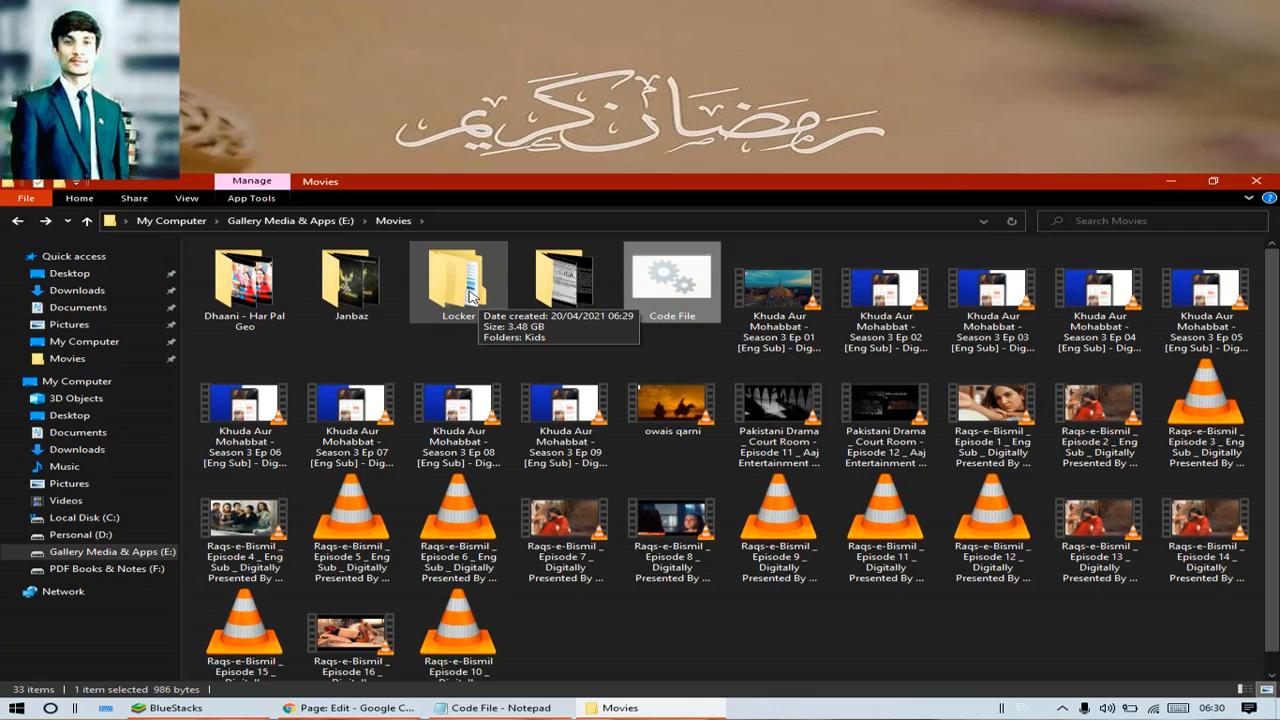 رمضان كريم
Manage
Movies
File
Home
Share
View
App Tools
My Computer
Gallery Media & Apps (E:)
Movies
Search Movies
Quick access
Desktop
Downloads
Documents
Pictures
My Computer
Movies
My Computer
3D Objects
Desktop
Documents
Downloads
Music
Pictures
Videos
Local Disk (C:)
Personal (D:)
Gallery Media & Apps (E:)
PDF Books & Notes (F:)
Network
Dhaani - Har Pal
Geo
Janbaz
Locker
Date created: 20/04/2021 06:29
Size: 3.48 GB
Folders: Kids
Code File
Khuda Aur
Mohabbat -
Season 3 Ep 01
[Eng Sub] - Dig...
Khuda Aur
Mohabbat -
Season 3 Ep 02
[Eng Sub] - Dig...
Khuda Aur
Mohabbat -
Season 3 Ep 03
[Eng Sub] - Dig...
Khuda Aur
Mohabbat -
Season 3 Ep 04
[Eng Sub] - Dig...
Khuda Aur
Mohabbat -
Season 3 Ep 05
[Eng Sub] - Dig...
Khuda Aur
Mohabbat -
Season 3 Ep 06
[Eng Sub] - Dig...
Khuda Aur
Mohabbat -
Season 3 Ep 07
[Eng Sub] - Dig...
Khuda Aur
Mohabbat -
Season 3 Ep 08
[Eng Sub] - Dig...
Khuda Aur
Mohabbat -
Season 3 Ep 09
[Eng Sub] - Dig...
owais qarni
Pakistani Drama
_ Court Room -
Episode 11 _ Aaj
Entertainment ...
Pakistani Drama
_ Court Room -
Episode 12 _ Aaj
Entertainment ...
Raqs-e-Bismil _
Episode 1 _ Eng
Sub _ Digitally
Presented By ...
Raqs-e-Bismil _
Episode 2 _ Eng
Sub _ Digitally
Presented By ...
Raqs-e-Bismil _
Episode 3 _ Eng
Sub _ Digitally
Presented By ...
Raqs-e-Bismil _
Episode 4 _ Eng
Sub _ Digitally
Presented By ...
Raqs-e-Bismil _
Episode 5 _ Eng
Sub _ Digitally
Presented By ...
Raqs-e-Bismil _
Episode 6 _ Eng
Sub _ Digitally
Presented By ...
Raqs-e-Bismil _
Episode 7 _
Digitally
Presented By ...
Raqs-e-Bismil _
Episode 8 _
Digitally
Presented By ...
Raqs-e-Bismil _
Episode 9 _
Digitally
Presented By ...
Raqs-e-Bismil _
Episode 11 _
Digitally
Presented By ...
Raqs-e-Bismil _
Episode 12 _
Digitally
Presented By ...
Raqs-e-Bismil _
Episode 13 _
Digitally
Presented By ...
Raqs-e-Bismil _
Episode 14 _
Digitally
Presented By ...
Raqs-e-Bismil _
Episode 15 _
Raqs-e-Bismil _
Episode 16 _
Raqs-e-Bismil _
Episode 10 _
33 items
1 item selected 986 bytes
BlueStacks
Page: Edit - Google C...
Code File - Notepad
Movies
EN
06:30